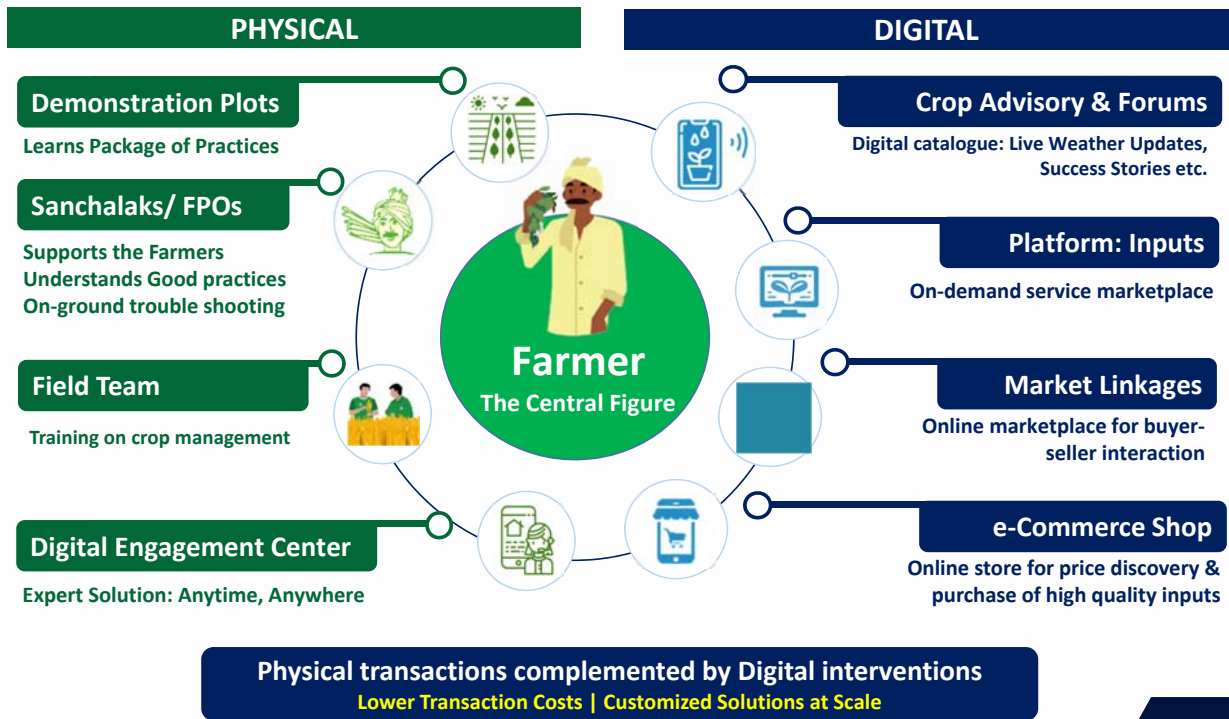 PHYSICAL
Demonstration Plots
Learns Package of Practices
Sanchalaks/ FPOs
Supports the Farmers
Understands Good practices
On-ground trouble shooting
Field Team
Training on crop management
Digital Engagement Center
Expert Solution: Anytime, Anywhere
Farmer
The Central Figure
DIGITAL
Crop Advisory & Forums
Digital catalogue: Live Weather Updates,
Success Stories etc.
Platform: Inputs
On-demand service marketplace
Market Linkages
Online marketplace for buyer-
seller interaction
e-Commerce Shop
Online store for price discovery &
purchase of high quality inputs
Physical transactions complemented by Digital interventions
Lower Transaction Costs | Customized Solutions at Scale